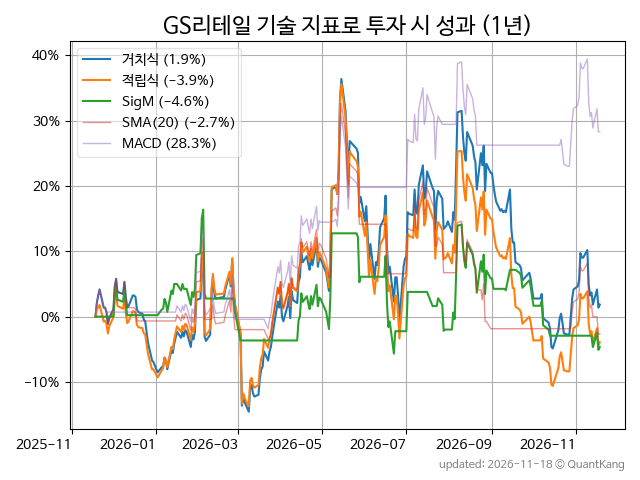 GS리테일 기술 지표로 투자 시 성과 (1년)
40%
30%
20%
10%
0%
−10%
거치식 (1.9%)
적립식 (−3.9%)
SigM (−4.6%)
SMA(20) (−2.7%)
MACD (28.3%)
2025-11 2026-01 2026-03 2026-05 2026-07 2026-09 2026-11
updated: 2026-11-18 © QuantKang